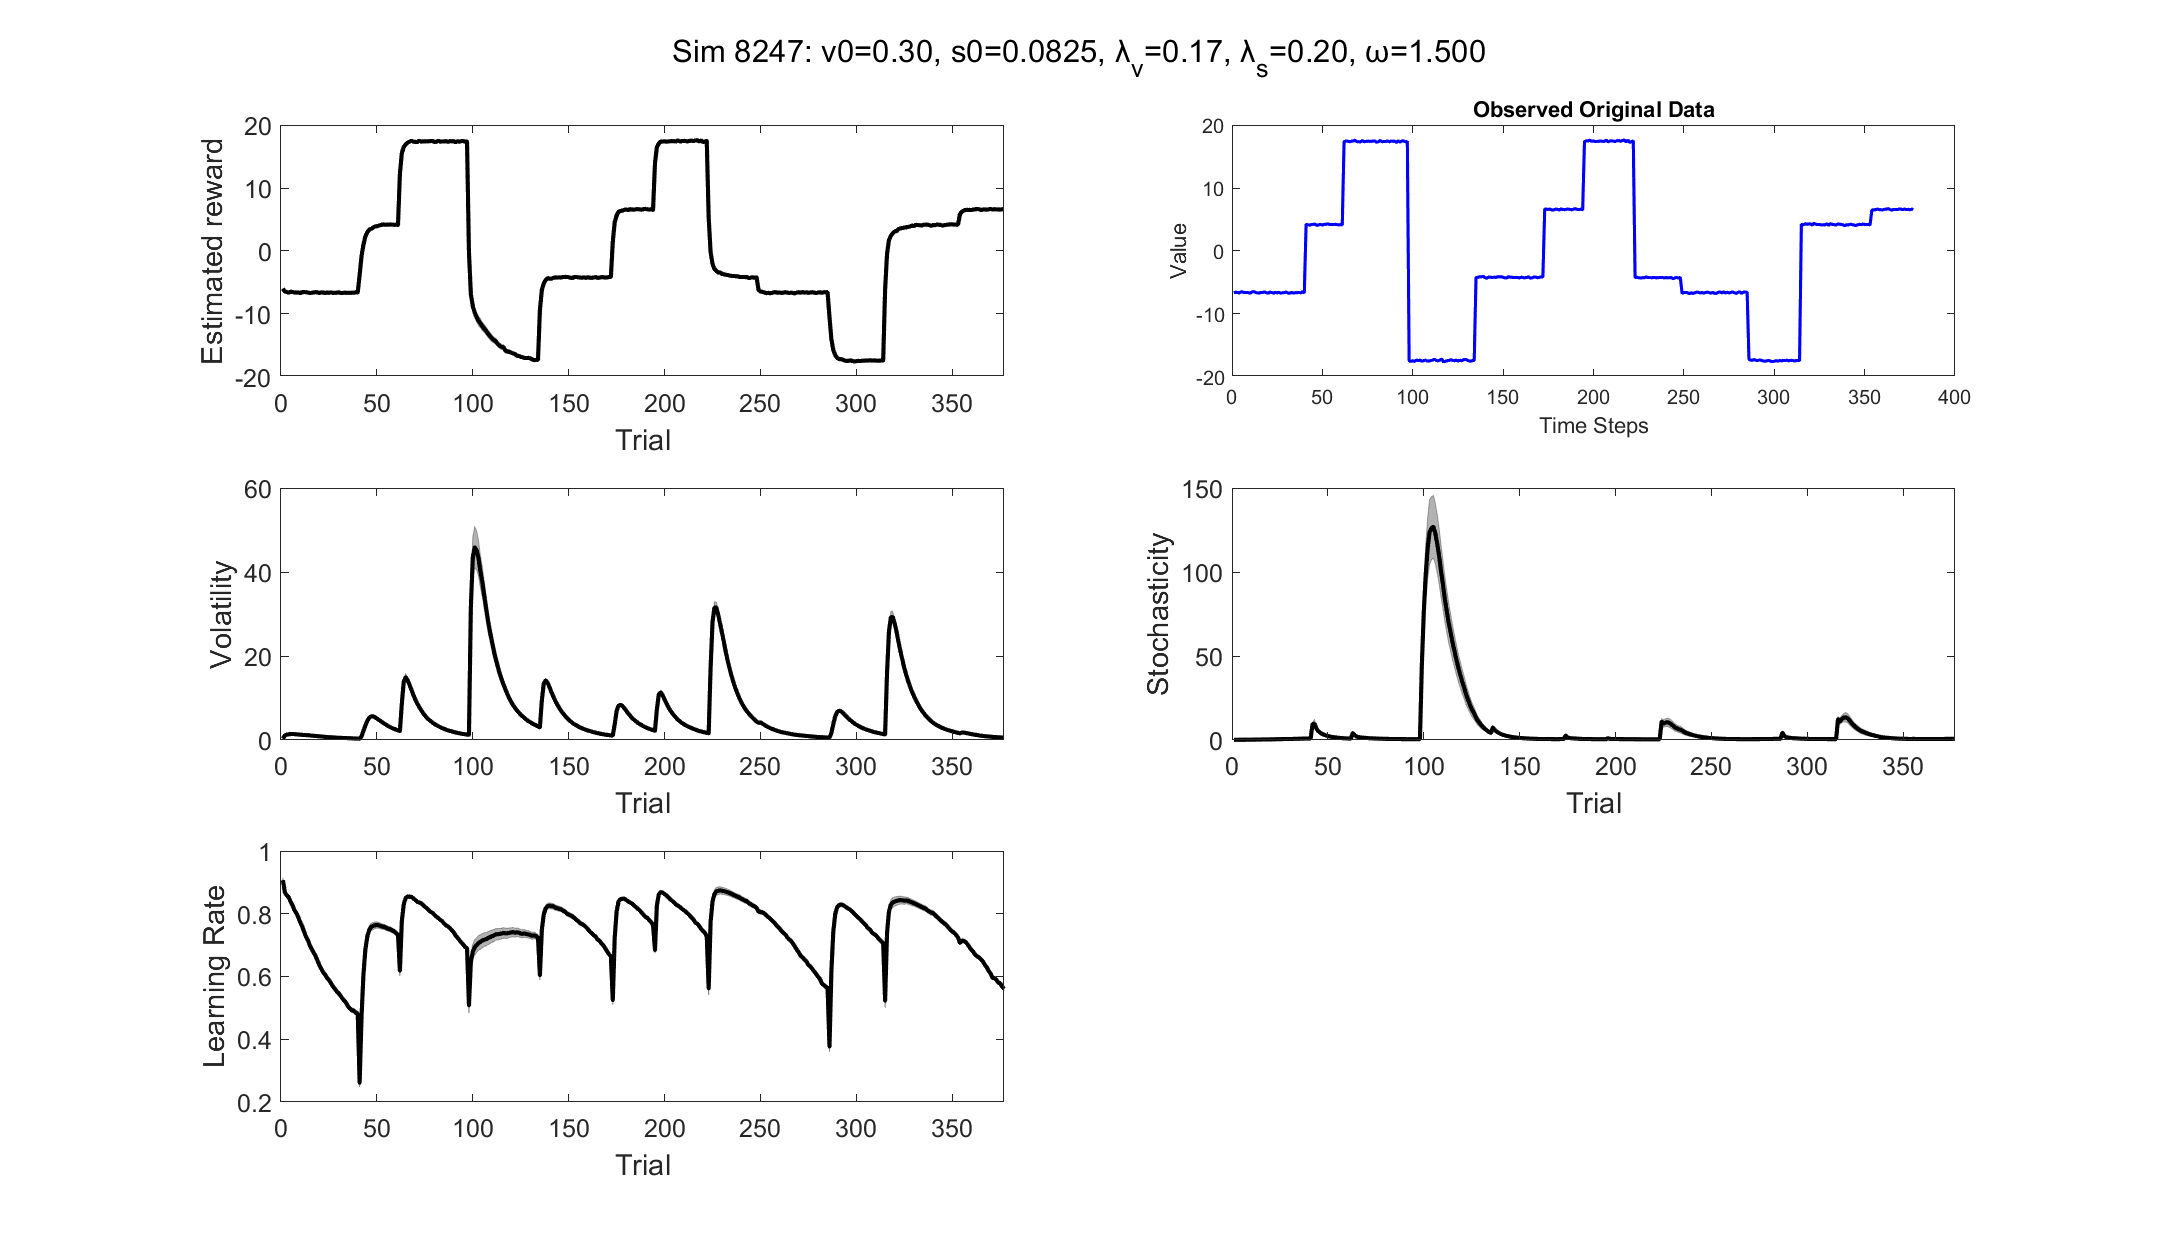 Sim 8247: v0=0.30, s0=0.0825, λv=0.17, λs=0.20, ω=1.500
Estimated reward
20
10
0
-10
-20
0 50 100 150 200 250 300 350
Trial
Observed Original Data
Value
20
10
0
-10
-20
0 50 100 150 200 250 300 350 400
Time Steps
Volatility
60
40
20
0
0 50 100 150 200 250 300 350
Trial
Stochasticity
150
100
50
0
0 50 100 150 200 250 300 350
Trial
Learning Rate
1
0.8
0.6
0.4
0.2
0 50 100 150 200 250 300 350
Trial